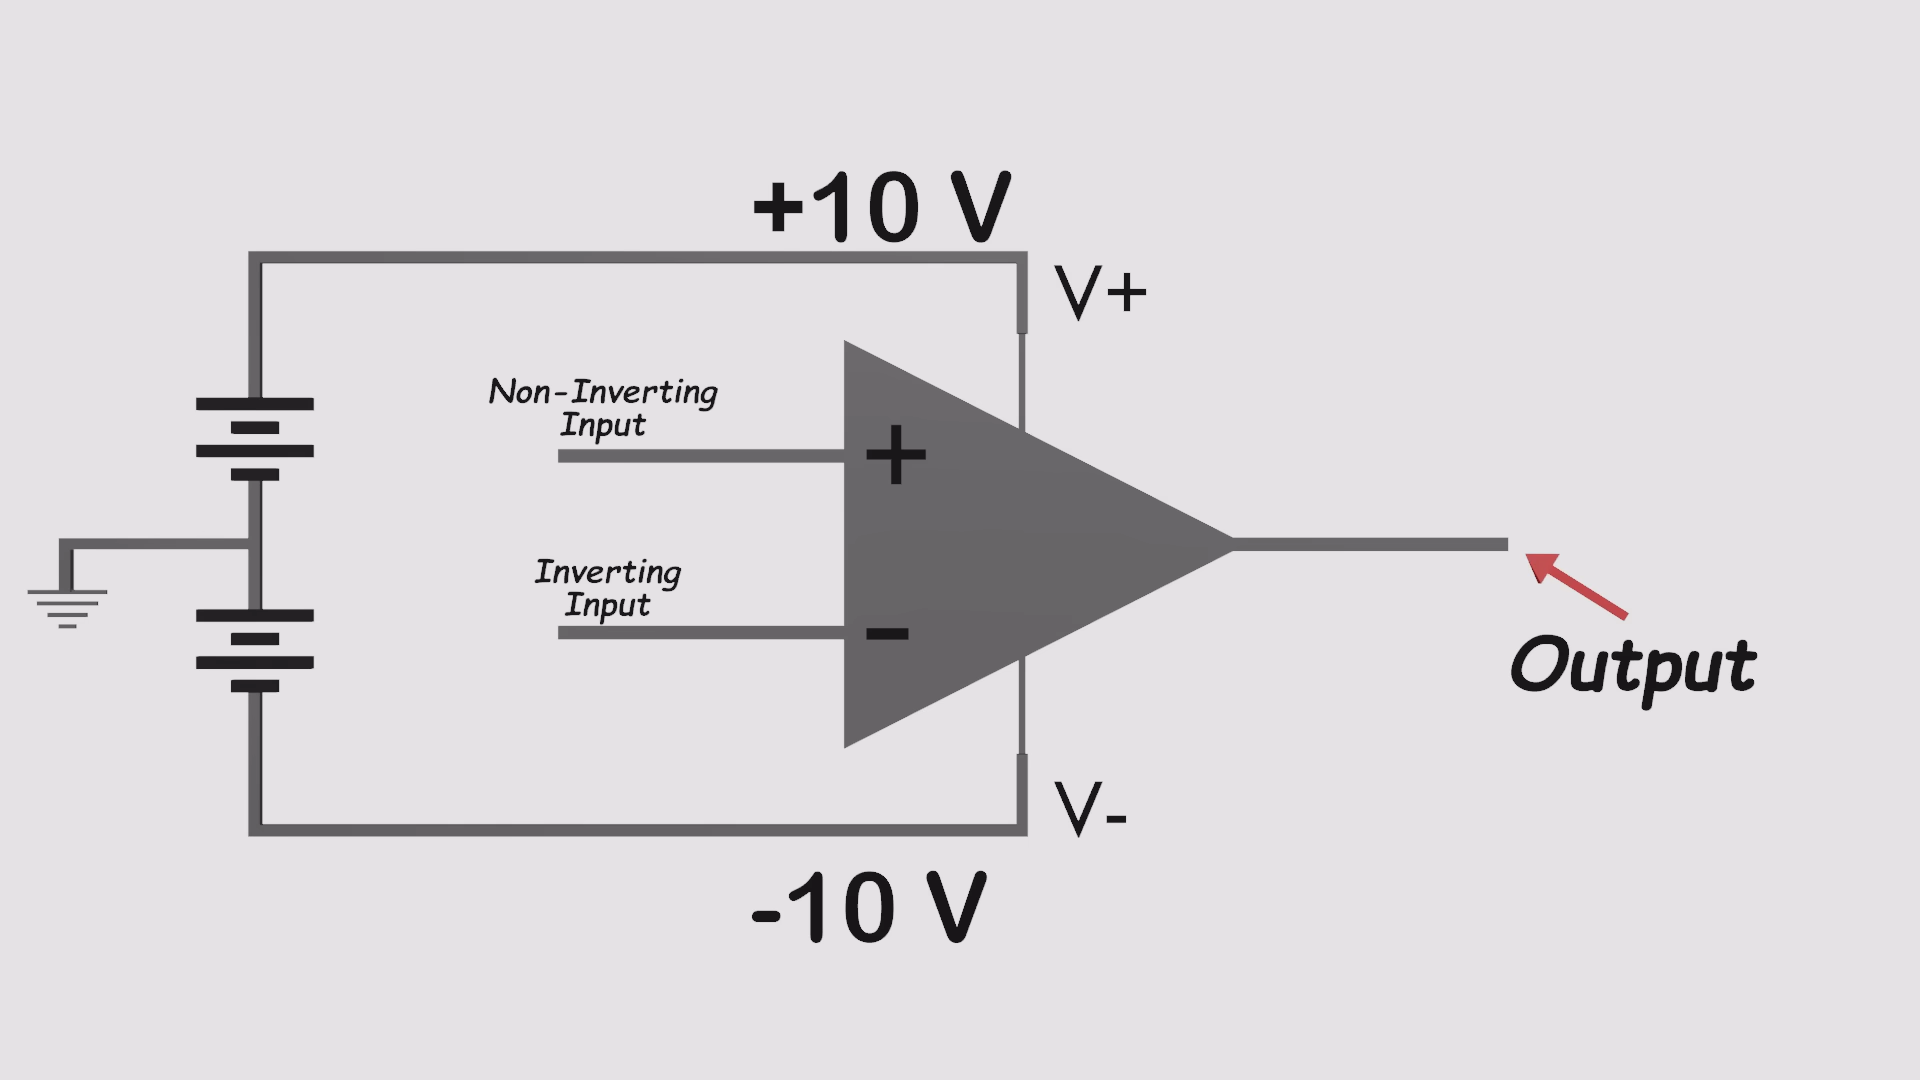 +10 V
V+
Non-Inverting
Input
+
Inverting
Input
-
Output
V-
-10 V